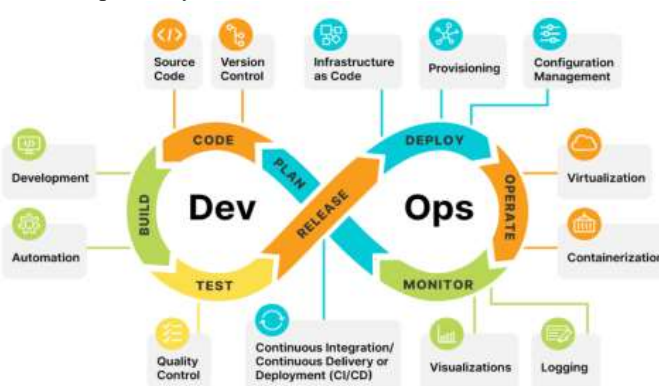 Source
Code
Version
Control
Infrastructure
as Code
Provisioning
Configuration
Management
CODE
PLAN
DEPLOY
Development
Virtualization
BUILD
Dev
RELEASE
Ops
OPERATE
Automation
Containerization
TEST
MONITOR
Quality
Control
Continuous Integration/
Continuous Delivery or
Deployment (CI/CD)
Visualizations
Logging